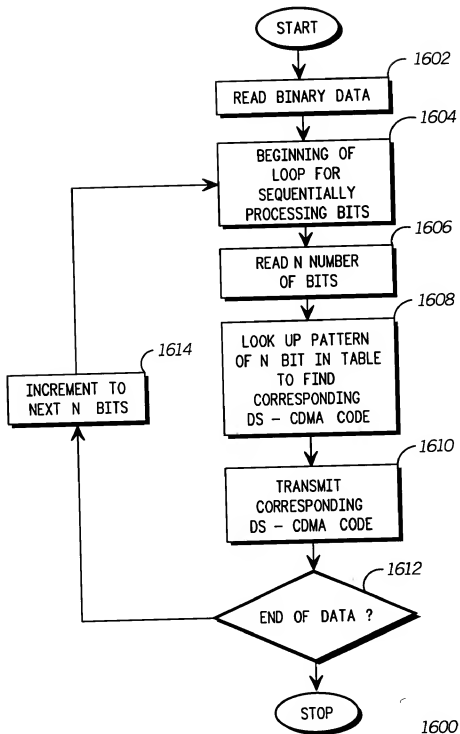 START
1602
READ BINARY DATA
1604
BEGINNING OF
LOOP FOR
SEQUENTIALLY
PROCESSING BITS
1606
READ N NUMBER
OF BITS
1608
LOOK UP PATTERN
OF N BIT IN TABLE
TO FIND
CORRESPONDING
DS - CDMA CODE
1614
INCREMENT TO
NEXT N BITS
1610
TRANSMIT
CORRESPONDING
DS - CDMA CODE
1612
END OF DATA ?
STOP
1600